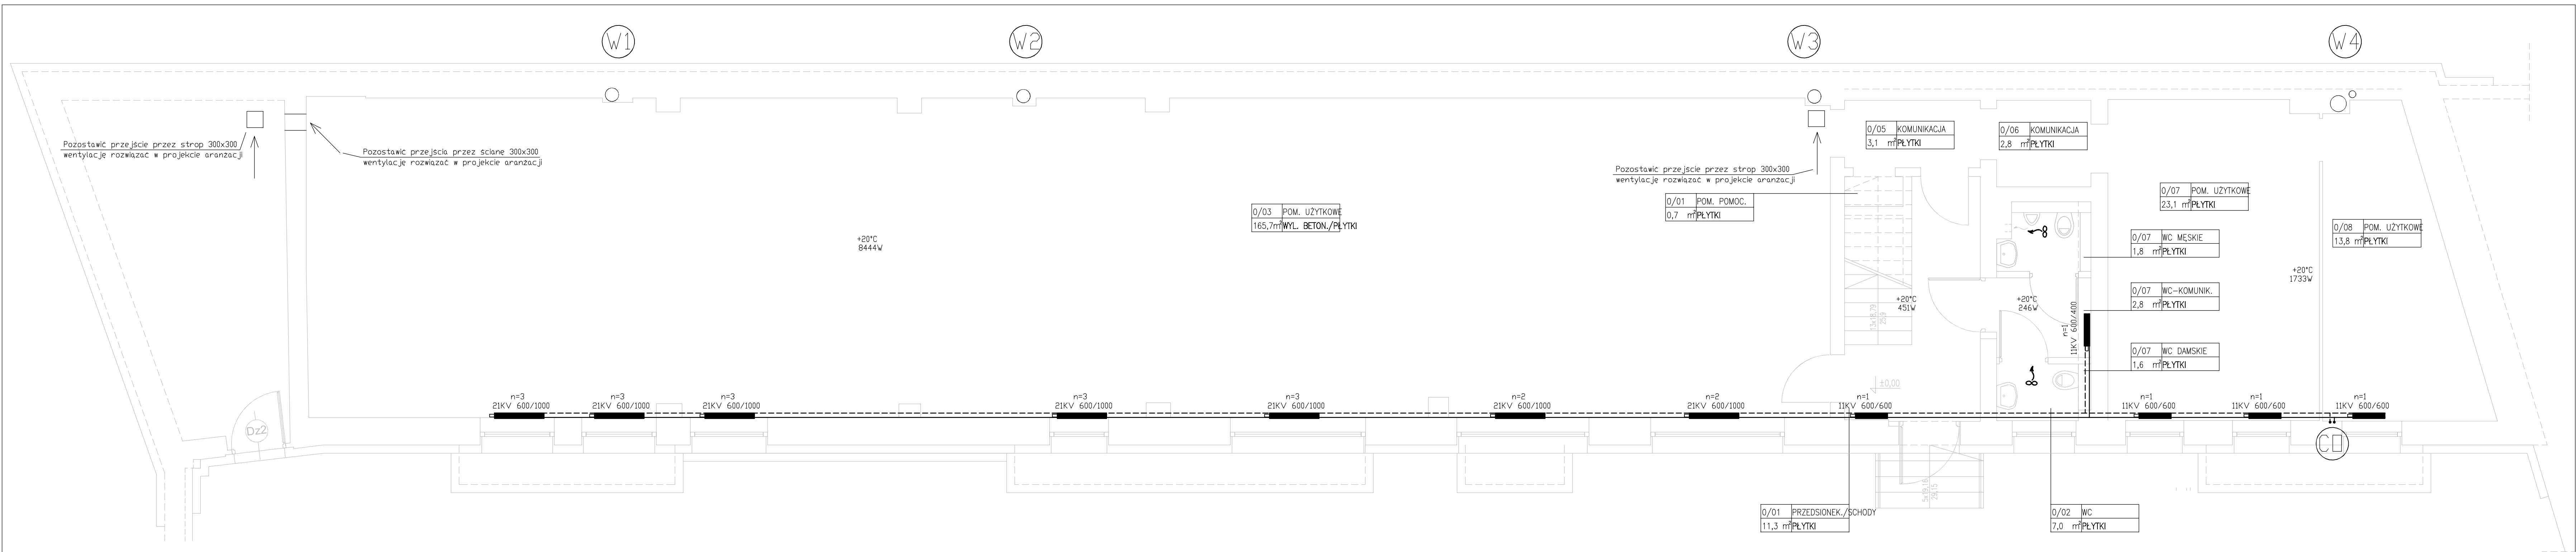 W1
W2
W3
W4
Pozostawić przejście przez strop 300x300
wentylację rozwiązać w projekcie aranżacji
Pozostawić przejścia przez ścianę 300x300
wentylację rozwiązać w projekcie aranżacji
Pozostawić przejście przez strop 300x300
wentylację rozwiązać w projekcie aranżacji
0/05 KOMUNIKACJA
3,1 m² PŁYTKI
0/06 KOMUNIKACJA
2,8 m² PŁYTKI
0/01 POM. POMOC.
0,7 m² PŁYTKI
0/03 POM. UŻYTKOWE
165,7m² WYL. BETON./PŁYTKI
+20°C
8444W
0/07 POM. UŻYTKOWE
23,1 m² PŁYTKI
0/08 POM. UŻYTKOWE
13,8 m² PŁYTKI
0/07 WC MĘSKIE
1,8 m² PŁYTKI
0/07 WC-KOMUNIK.
2,8 m² PŁYTKI
0/07 WC DAMSKIE
1,6 m² PŁYTKI
+20°C
1733W
+20°C
451W
+20°C
246W
n=1
11KV 600/400
±0,00
Dz2
n=3
21KV 600/1000
n=3
21KV 600/1000
n=3
21KV 600/1000
n=3
21KV 600/1000
n=3
21KV 600/1000
n=2
21KV 600/1000
n=2
21KV 600/1000
n=1
11KV 600/600
n=1
11KV 600/600
n=1
11KV 600/600
n=1
11KV 600/600
0/01 PRZEDSIONEK./SCHODY
11,3 m² PŁYTKI
0/02 WC
7,0 m² PŁYTKI